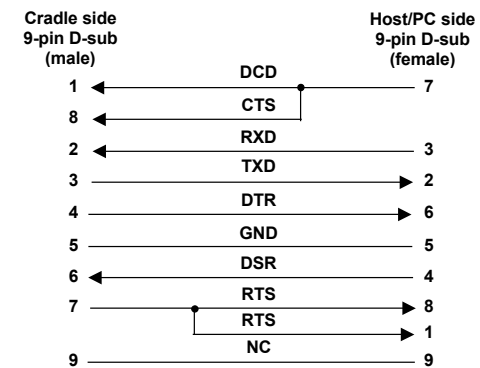 Cradle side Host/PC side
9-pin D-sub 9-pin D-sub
(male) (female)
1 DCD 7
8 CTS
2 RXD 3
3 TXD 2
4 DTR 6
5 GND 5
6 DSR 4
7 RTS 8
RTS 1
9 NC 9